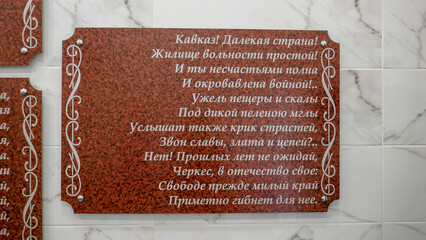 Кавказ! Далекая страна!
Жилище вольности простой!
И ты несчастьями полна
И окровавлена войной!..
Ужель пещеры и скалы
Под дикой пеленою мглы
Услышат также крик страстей,
Звон славы, злата и цепей?..
Нет! Прошлых лет не ожидай,
Черкес, в отечество свое:
Свободе прежде милый край
Приметно гибнет для нее.